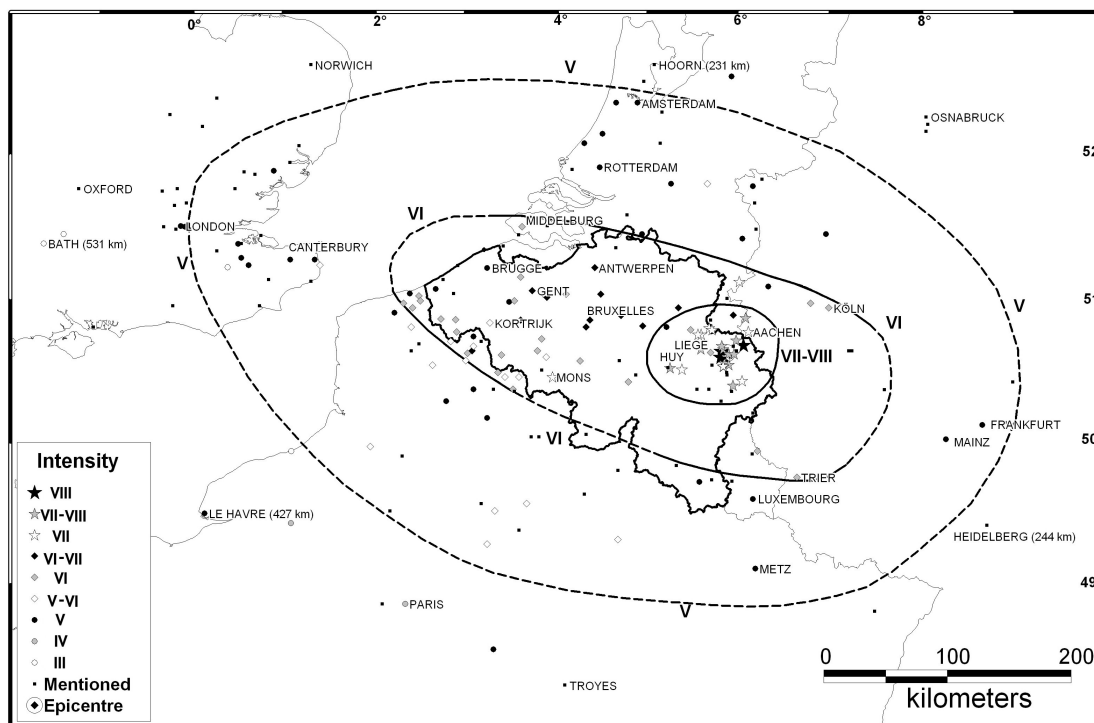 0° 2° 4° 6° 8°
NORWICH
V
HOORN (231 km)
AMSTERDAM
OSNABRUCK
52
ROTTERDAM
OXFORD
VI
MIDDELBURG
LONDON
BATH (531 km)
CANTERBURY
V
BRUGGE
ANTWERPEN
GENT
51
V
KORTRIJK
BRUXELLES
KÖLN
AACHEN
VI
LIEGE
VII-VIII
HUY
MONS
VI
FRANKFURT
MAINZ
50
TRIER
LUXEMBOURG
LE HAVRE (427 km)
HEIDELBERG (244 km)
METZ
49
PARIS
V
TROYES
Intensity
VIII
VII-VIII
VII
VI-VII
VI
V-VI
V
IV
III
Mentioned
Epicentre
0 100 200
kilometers